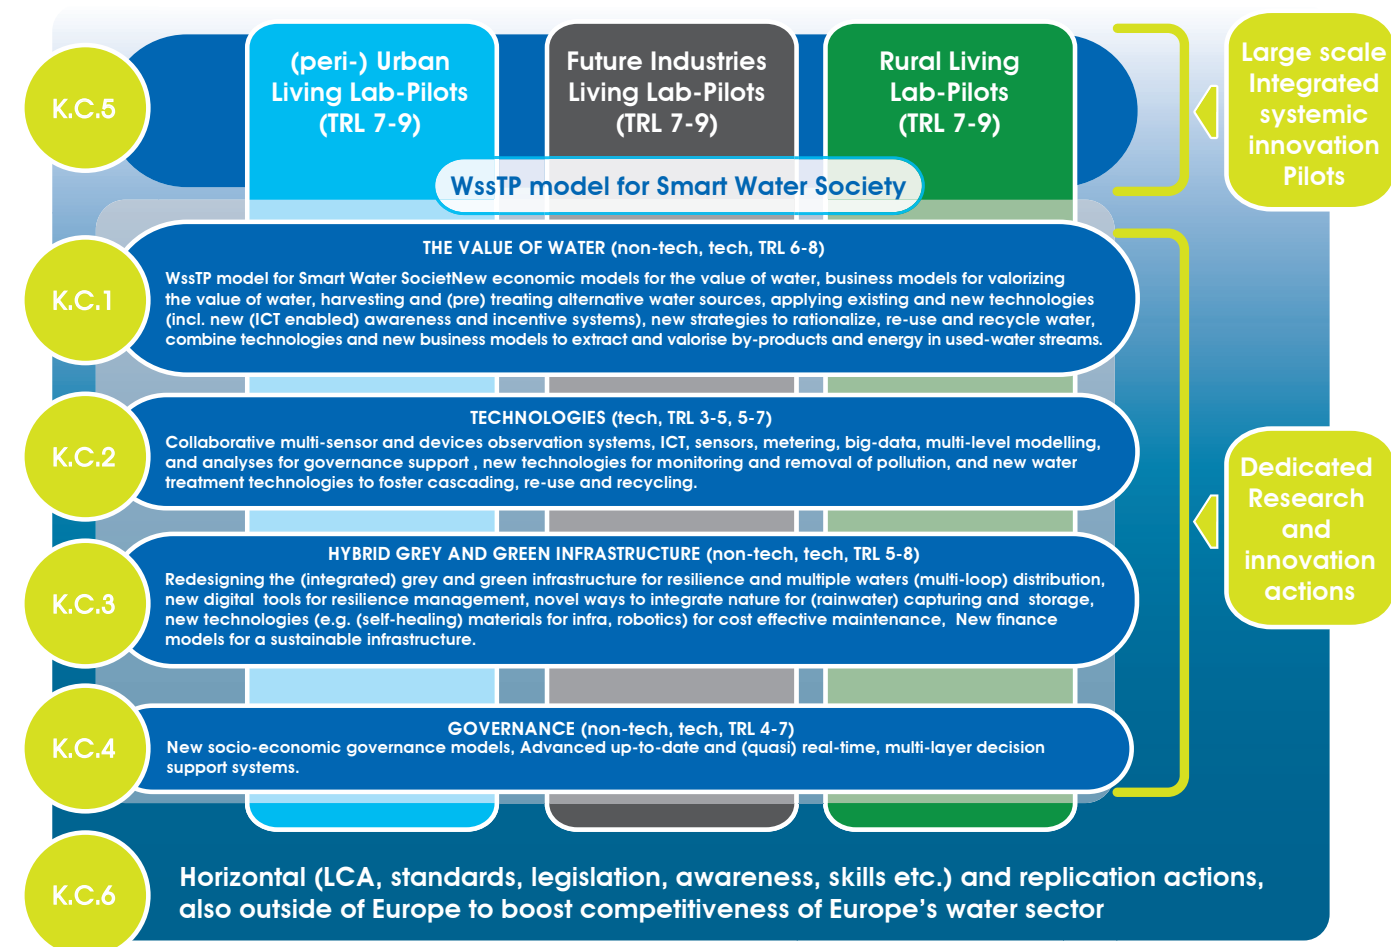 K.C.5
(peri-) Urban
Living Lab-Pilots
(TRL 7-9)
Future Industries
Living Lab-Pilots
(TRL 7-9)
Rural Living
Lab-Pilots
(TRL 7-9)
Large scale
Integrated
systemic
innovation
Pilots
WssTP model for Smart Water Society
K.C.1
THE VALUE OF WATER (non-tech, tech, TRL 6-8)
WssTP model for Smart Water SocietNew economic models for the value of water, business models for valorizing
the value of water, harvesting and (pre) treating alternative water sources, applying existing and new technologies
(incl. new (ICT enabled) awareness and incentive systems), new strategies to rationalize, re-use and recycle water,
combine technologies and new business models to extract and valorise by-products and energy in used-water streams.
K.C.2
TECHNOLOGIES (tech, TRL 3-5, 5-7)
Collaborative multi-sensor and devices observation systems, ICT, sensors, metering, big-data, multi-level modelling,
and analyses for governance support , new technologies for monitoring and removal of pollution, and new water
treatment technologies to foster cascading, re-use and recycling.
Dedicated
Research
and
innovation
actions
K.C.3
HYBRID GREY AND GREEN INFRASTRUCTURE (non-tech, tech, TRL 5-8)
Redesigning the (integrated) grey and green infrastructure for resilience and multiple waters (multi-loop) distribution,
new digital tools for resilience management, novel ways to integrate nature for (rainwater) capturing and storage,
new technologies (e.g. (self-healing) materials for infra, robotics) for cost effective maintenance, New finance
models for a sustainable infrastructure.
K.C.4
GOVERNANCE (non-tech, tech, TRL 4-7)
New socio-economic governance models, Advanced up-to-date and (quasi) real-time, multi-layer decision
support systems.
K.C.6
Horizontal (LCA, standards, legislation, awareness, skills etc.) and replication actions,
also outside of Europe to boost competitiveness of Europe's water sector